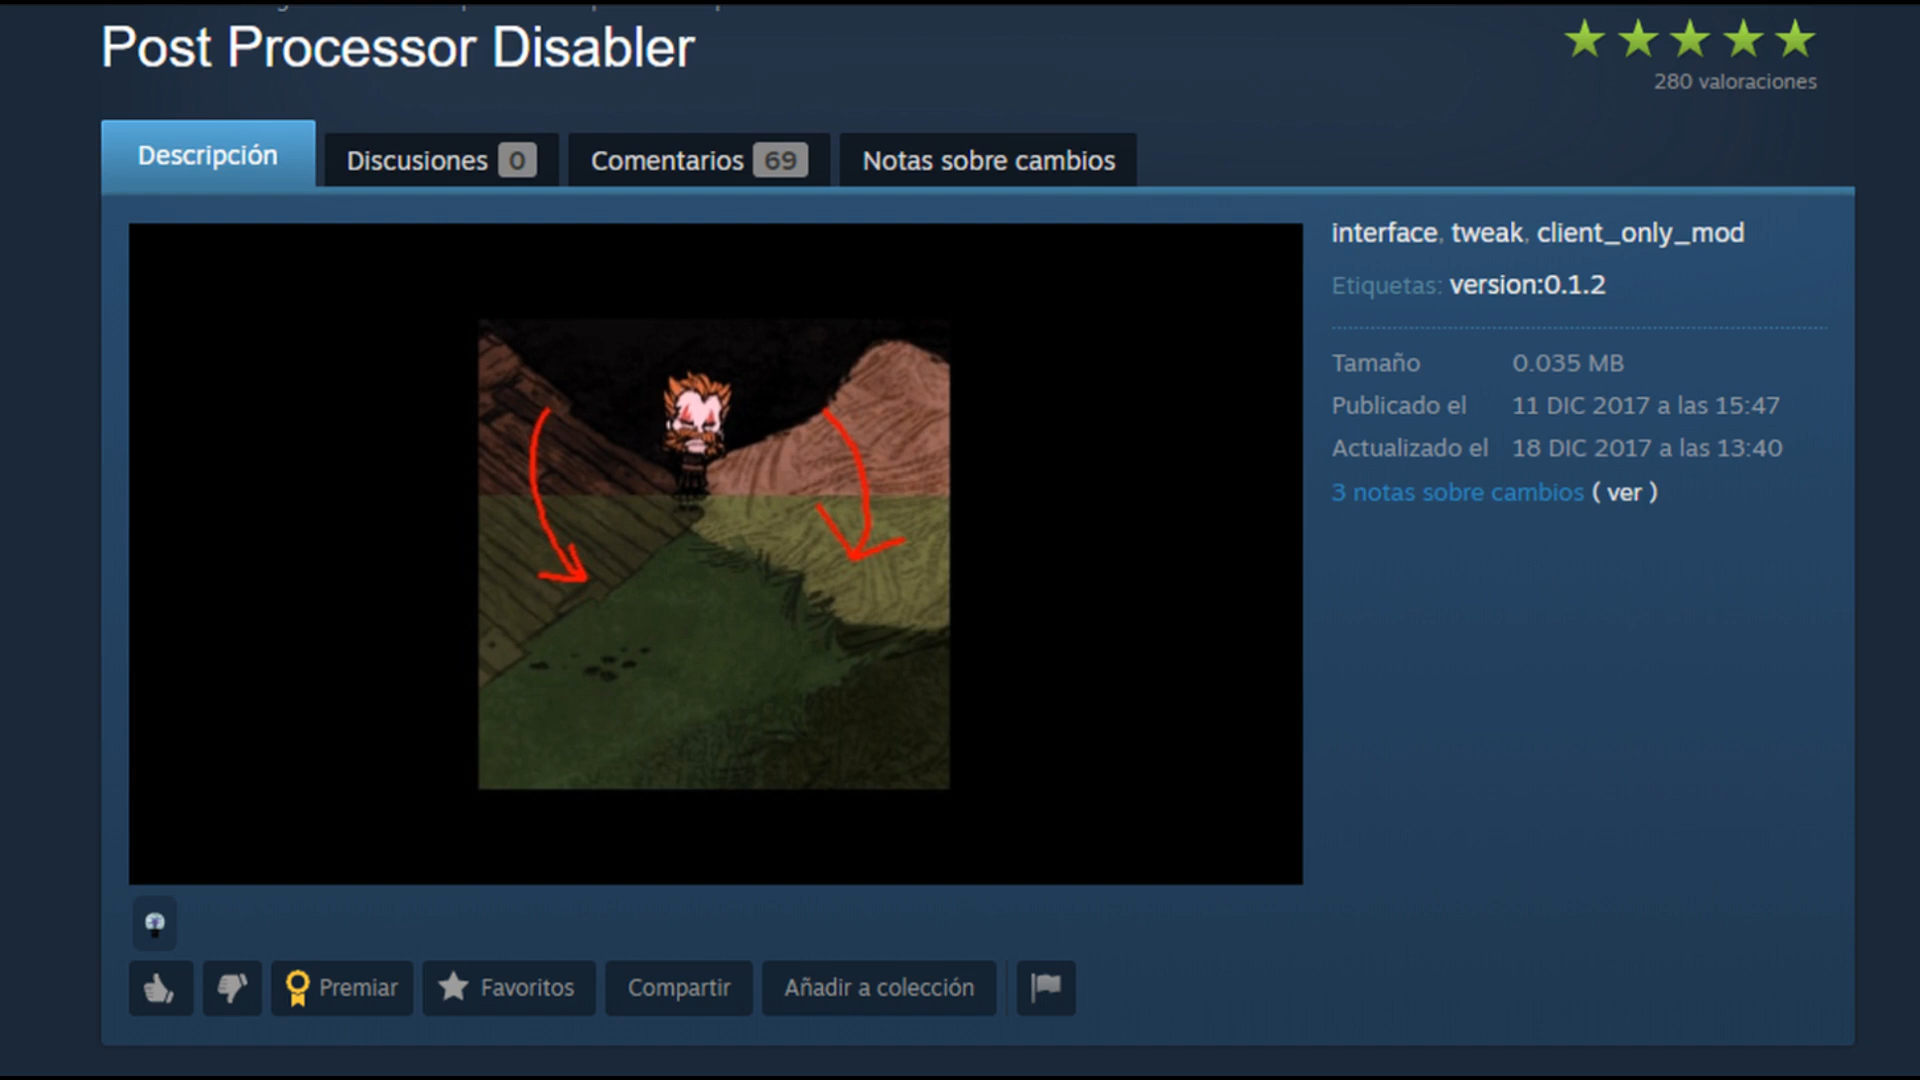 Post Processor Disabler
280 valoraciones
Descripción
Discusiones 0
Comentarios 69
Notas sobre cambios
interface, tweak, client_only_mod
Etiquetas: version:0.1.2
Tamaño 0.035 MB
Publicado el 11 DIC 2017 a las 15:47
Actualizado el 18 DIC 2017 a las 13:40
3 notas sobre cambios ( ver )
Premiar
Favoritos
Compartir
Añadir a colección